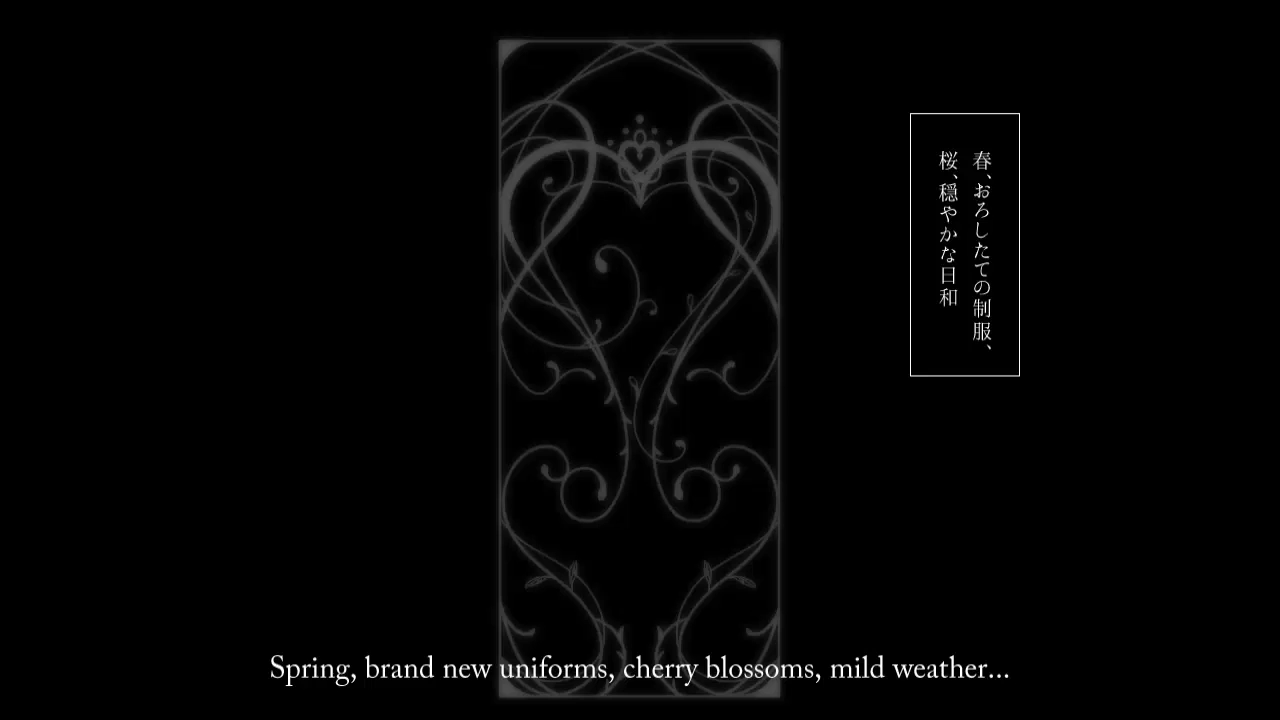 春、おろしたての制服、
桜、穏やかな日和
Spring, brand new uniforms, cherry blossoms, mild weather...